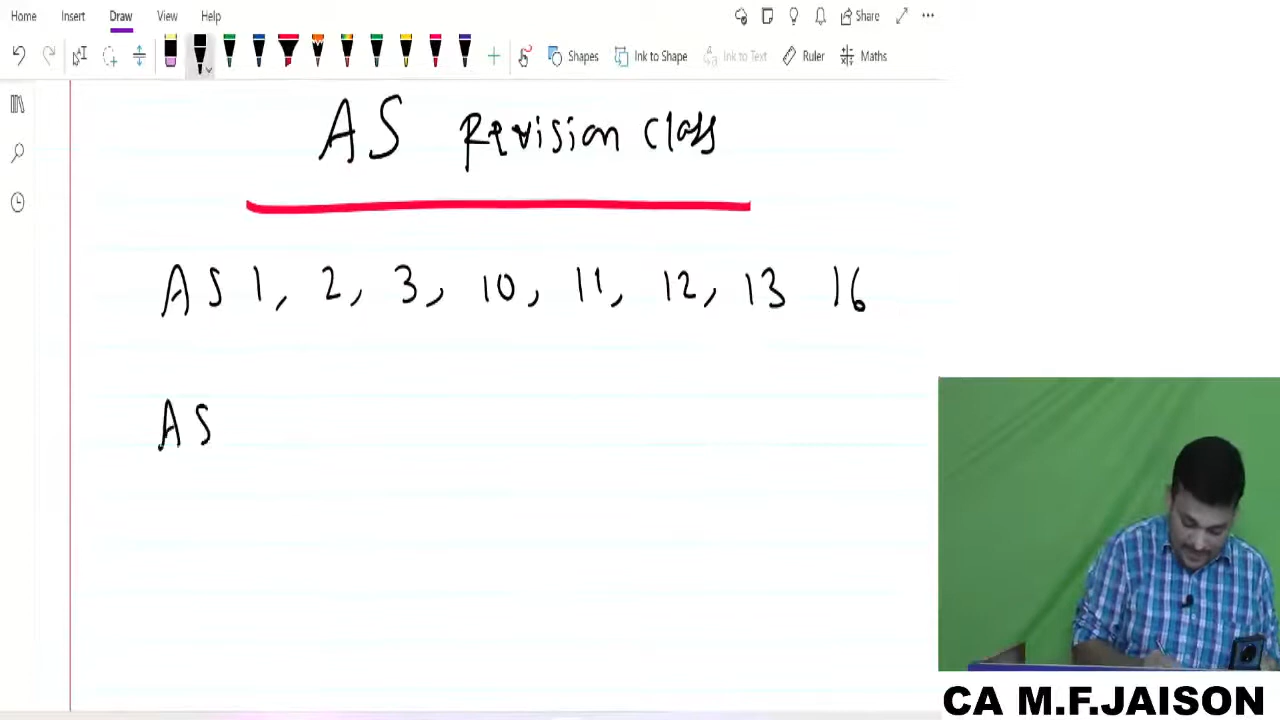 Home Insert Draw View Help Share
Shapes Ink to Shape Ink to Text Ruler Maths
AS Revision class
AS 1, 2, 3, 10, 11, 12, 13 16
AS
CA M.F.JAISON